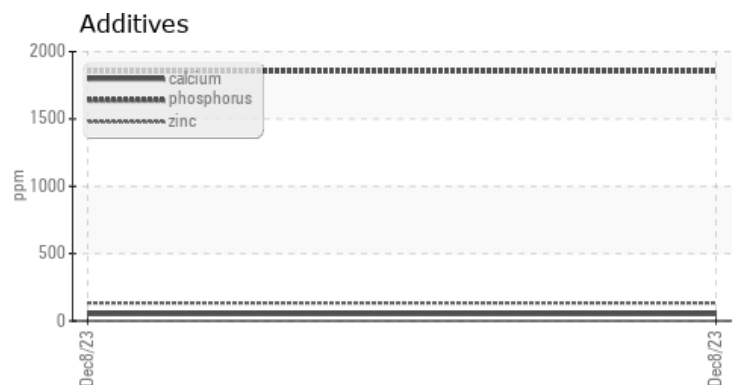 Additives
2000
1500
1000
500
0
ppm
calcium
phosphorus
zinc
Dec8/23
Dec8/23